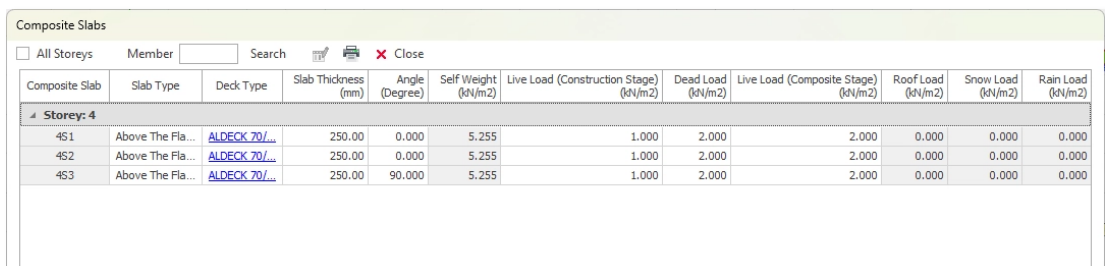 Composite Slabs
All Storeys Member Search Close
Composite Slab Slab Type Deck Type Slab Thickness (mm) Angle (Degree) Self Weight (kN/m2) Live Load (Construction Stage) (kN/m2) Dead Load (kN/m2) Live Load (Composite Stage) (kN/m2) Roof Load (kN/m2) Snow Load (kN/m2) Rain Load (kN/m2)
Storey: 4
4S1 Above The Fla... ALDECK 70/... 250.00 0.000 5.255 1.000 2.000 2.000 0.000 0.000 0.000
4S2 Above The Fla... ALDECK 70/... 250.00 0.000 5.255 1.000 2.000 2.000 0.000 0.000 0.000
4S3 Above The Fla... ALDECK 70/... 250.00 90.000 5.255 1.000 2.000 2.000 0.000 0.000 0.000